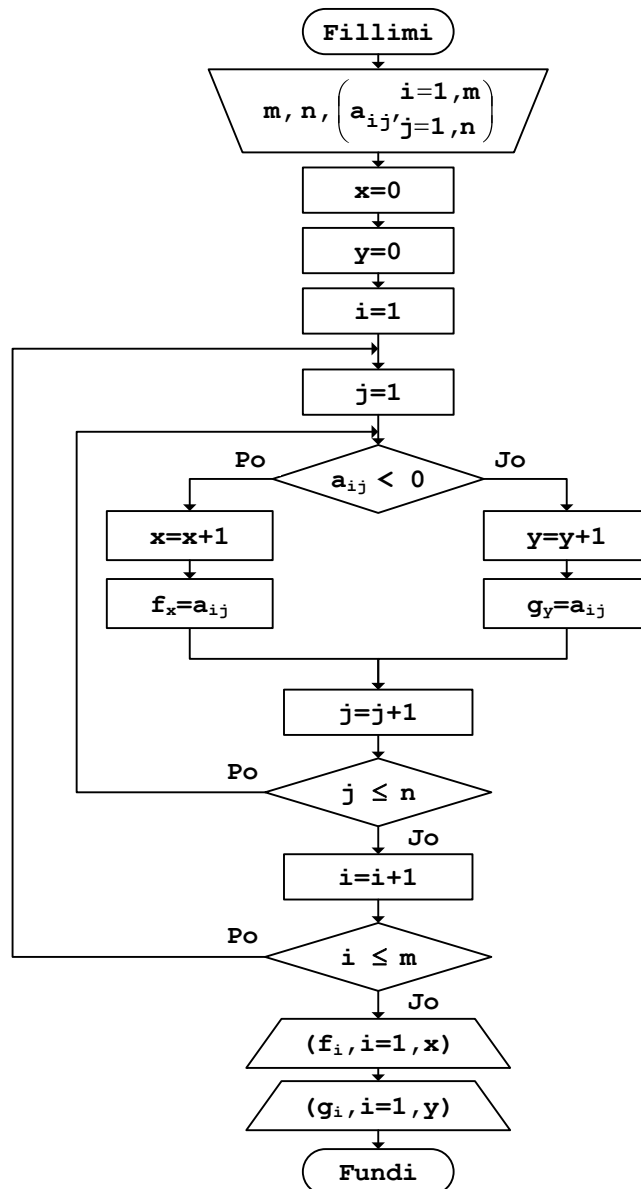 Fillimi
m, n, (a_ij, i=1,m
j=1,n)
x=0
y=0
i=1
j=1
Po a_ij < 0 Jo
x=x+1 y=y+1
f_x=a_ij g_y=a_ij
j=j+1
Po
j ≤ n
Jo
i=i+1
Po
i ≤ m
Jo
(f_i,i=1,x)
(g_i,i=1,y)
Fundi